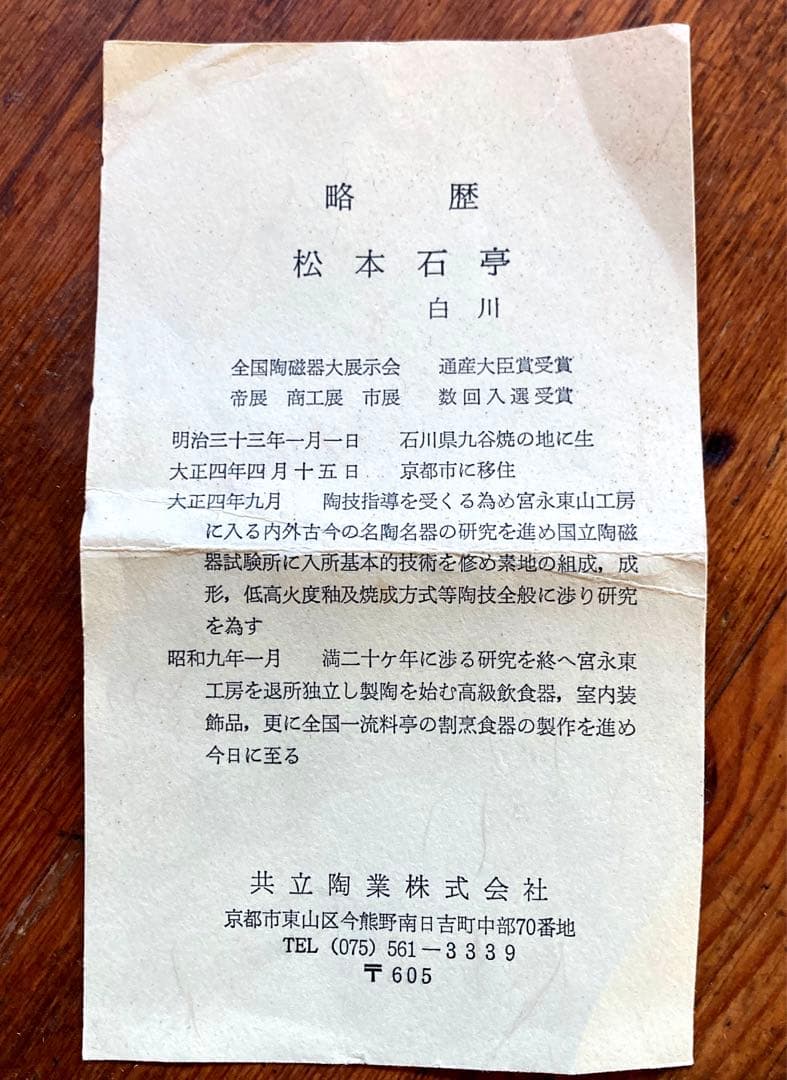 略歴
松本石亭
白川
全国陶磁器大展示会　通産大臣賞受賞
帝展　商工展　市展　数回入選受賞
明治三十三年一月一日　石川県九谷焼の地に生
大正四年四月十五日　京都市に移住
大正四年九月　陶技指導を受くる為め宮永東山工房
に入る内外古今の名陶名器の研究を進め国立陶磁
器試験所に入所基本的技術を修め素地の組成，成
形，低高火度釉及焼成方式等陶技全般に渉り研究
を為す
昭和九年一月　満二十ケ年に渉る研究を終へ宮永東
工房を退所独立し製陶を始む高級飲食器，室内装
飾品，更に全国一流料亭の割烹食器の製作を進め
今日に至る
共立陶業株式会社
京都市東山区今熊野南日吉町中部70番地
TEL (075) 561－3339
〒605